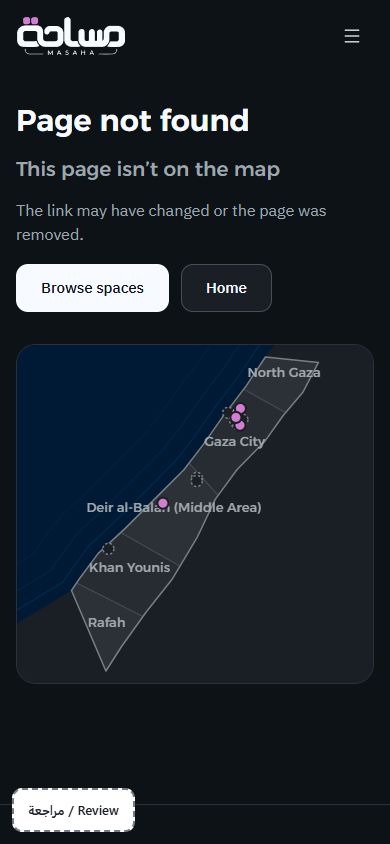 مساحة
MASAHA
Page not found
This page isn’t on the map
The link may have changed or the page was
removed.
Browse spaces
Home
North Gaza
Gaza City
Deir al-Balah (Middle Area)
Khan Younis
Rafah
مراجعة / Review